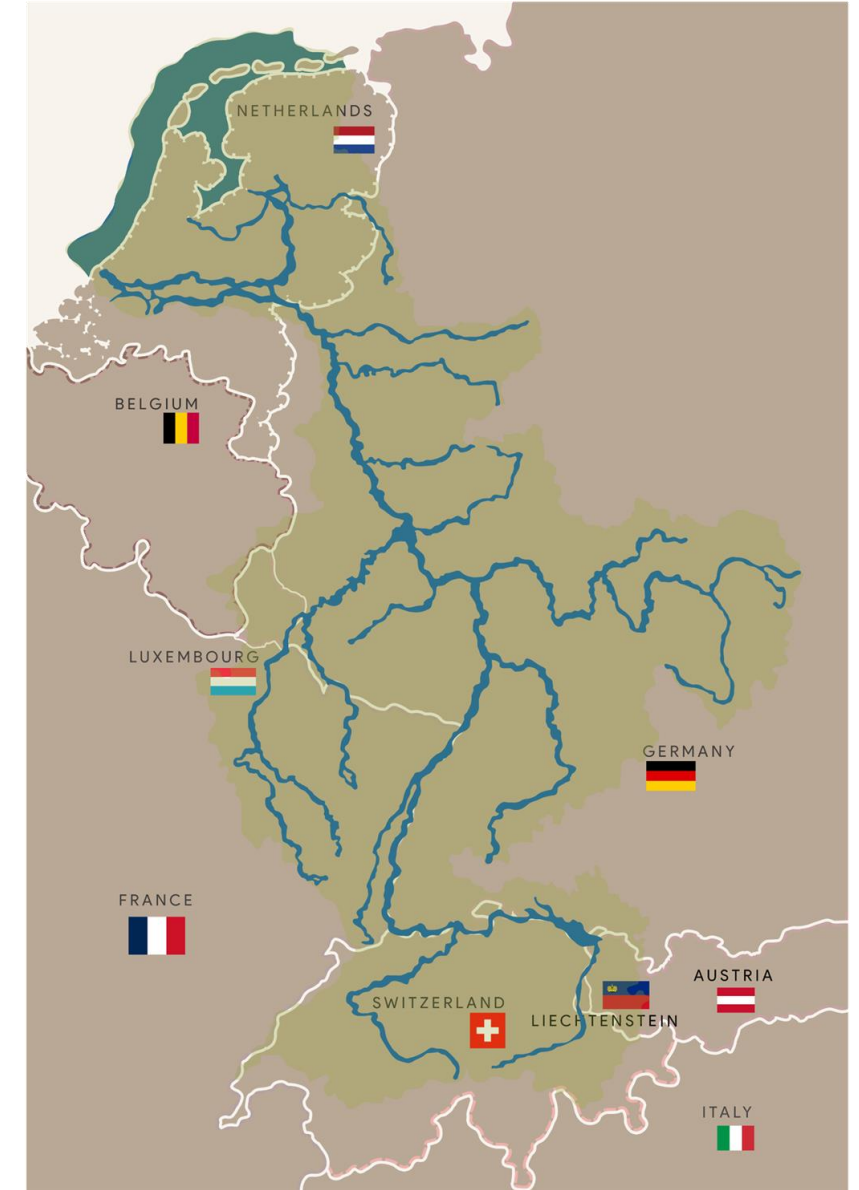 NETHERLANDS
BELGIUM
LUXEMBOURG
GERMANY
FRANCE
AUSTRIA
SWITZERLAND
LIECHTENSTEIN
ITALY